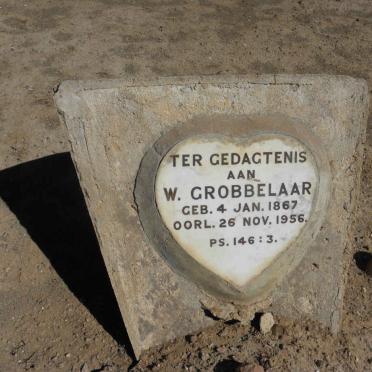 TER GEDAGTENIS
AAN
W. GROBBELAAR
GEB. 4 JAN. 1867
OORL. 26 NOV. 1956.
PS. 146:3.